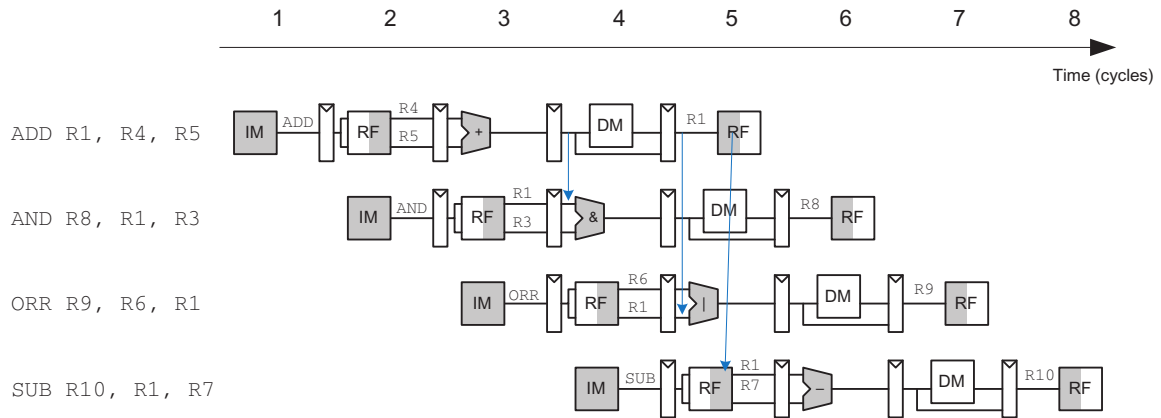 1 2 3 4 5 6 7 8
Time (cycles)
ADD R1, R4, R5 IM ADD RF R4 R5 + DM R1 RF
AND R8, R1, R3 IM AND RF R1 R3 & DM R8 RF
ORR R9, R6, R1 IM ORR RF R6 R1 | DM R9 RF
SUB R10, R1, R7 IM SUB RF R1 R7 − DM R10 RF